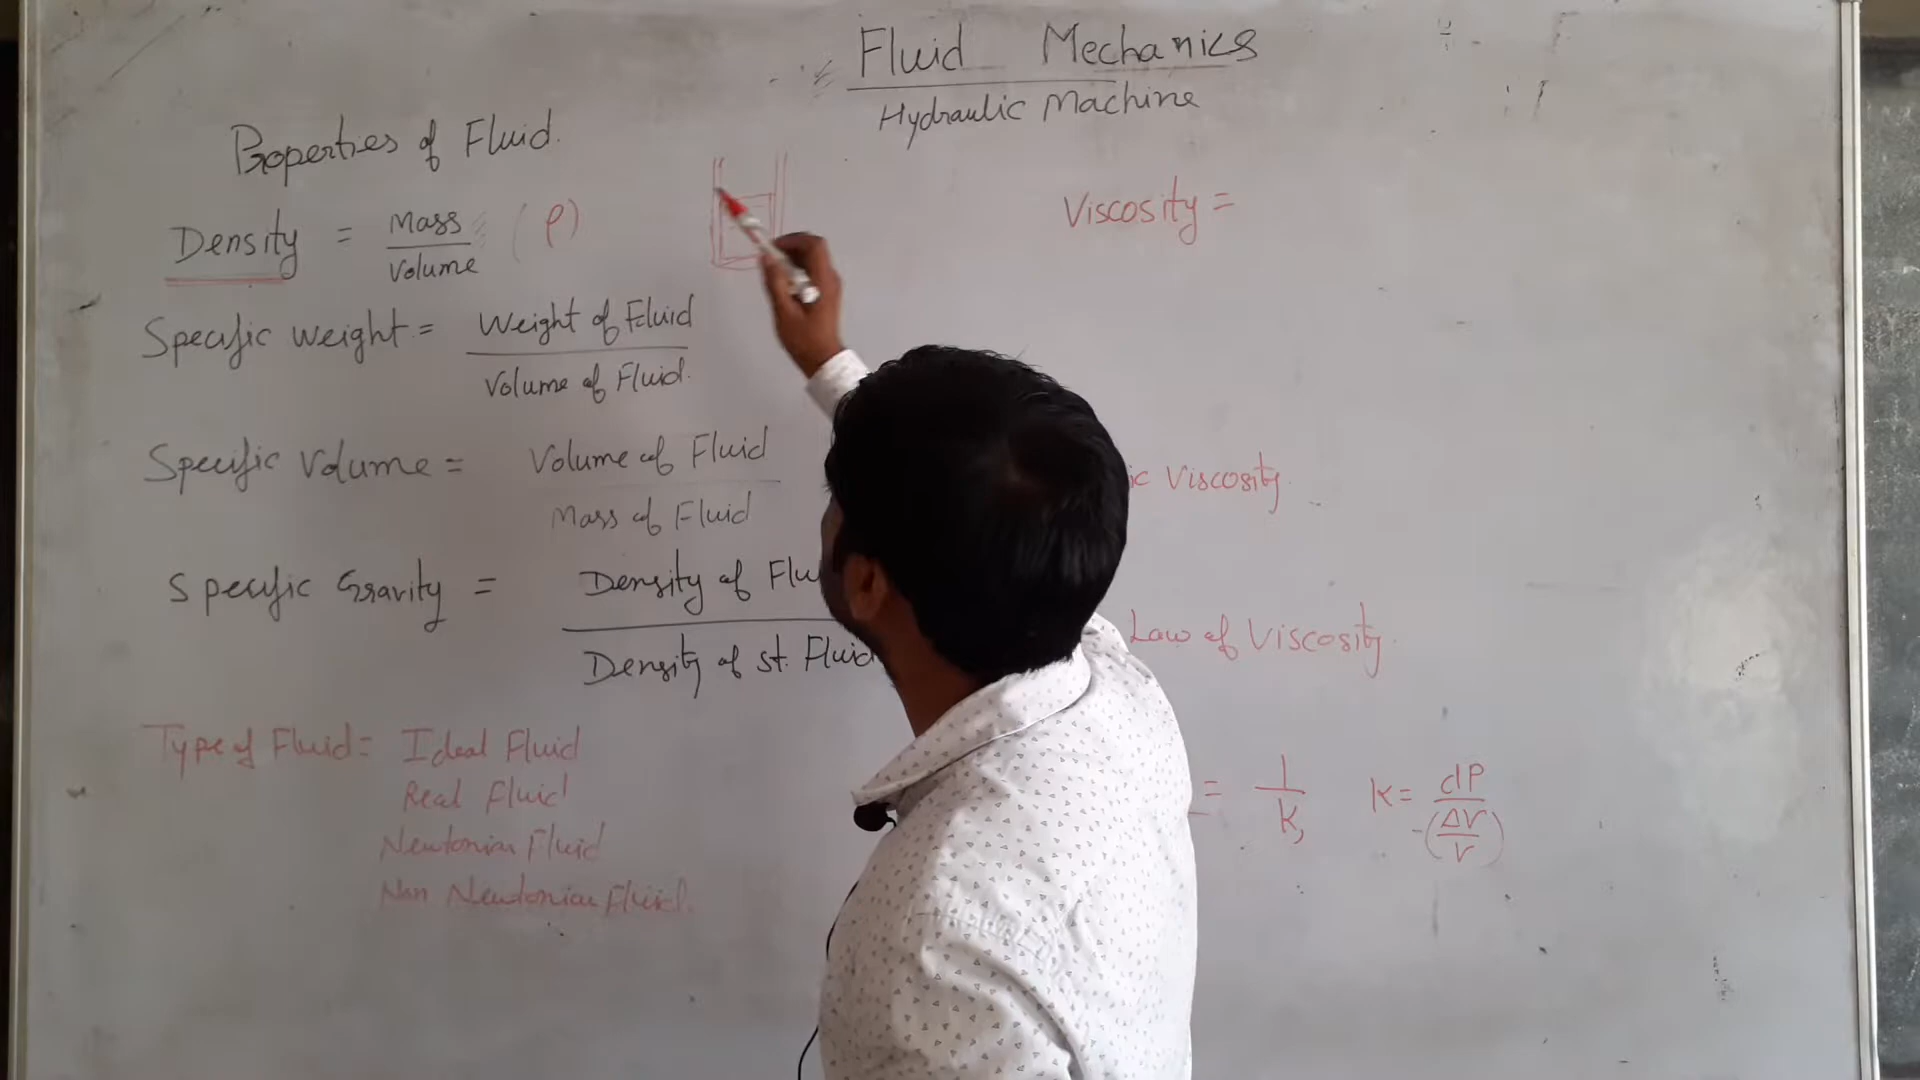 Fluid Mechanics
Hydraulic Machine
Properties of Fluid.
Density = Mass / Volume (ρ)
Specific Weight = Weight of Fluid / Volume of Fluid.
Specific Volume = Volume of Fluid / Mass of Fluid
Specific Gravity = Density of Flu / Density of St. Fluid
Type of Fluid = Ideal Fluid
Real Fluid
Newtonian Fluid
Non Newtonian Fluid.
Viscosity =
ic Viscosity
Law of Viscosity
= 1 / K, K = dP / -(ΔV / V)